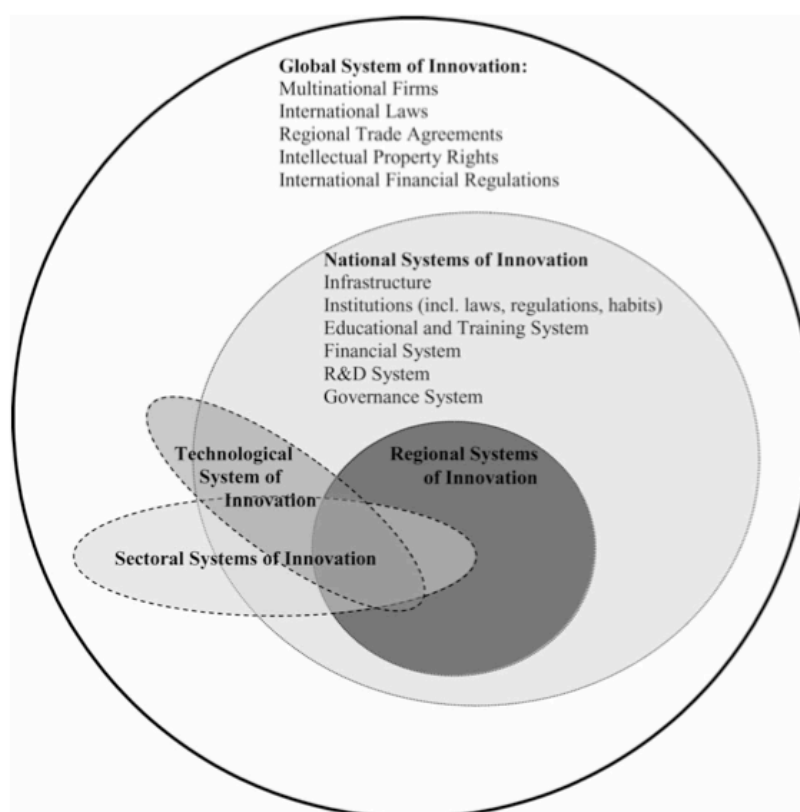 Global System of Innovation:
Multinational Firms
International Laws
Regional Trade Agreements
Intellectual Property Rights
International Financial Regulations
National Systems of Innovation
Infrastructure
Institutions (incl. laws, regulations, habits)
Educational and Training System
Financial System
R&D System
Governance System
Technological
System of
Innovation
Regional Systems
of Innovation
Sectoral Systems of Innovation